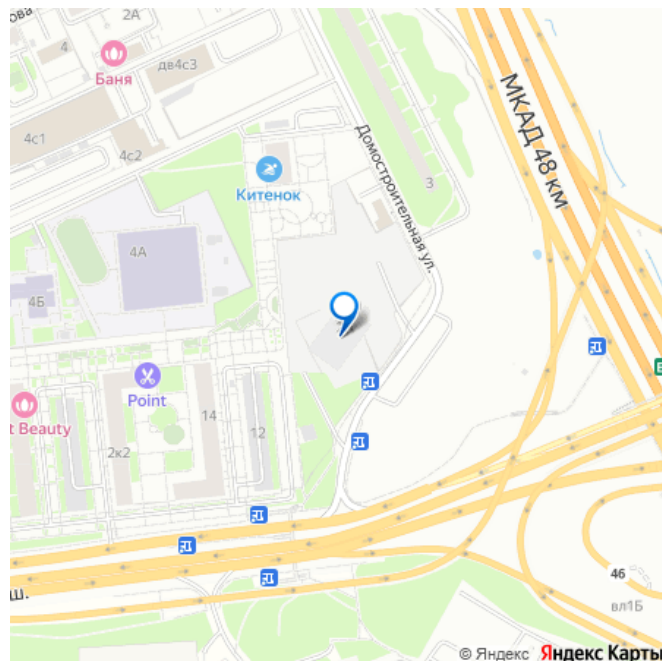 ова
2А
4
Баня
дв4с3
4с1
4с2
МКАД 48 км
Домостроительная ул.
Китенок
3
4А
4Б
Point
14
t Beauty
12
2к2
46
ш.
вл1Б
© Яндекс Яндекс Карты